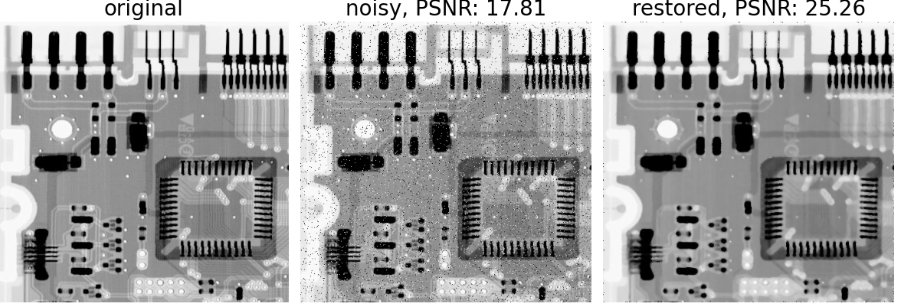 original
noisy, PSNR: 17.81
restored, PSNR: 25.26